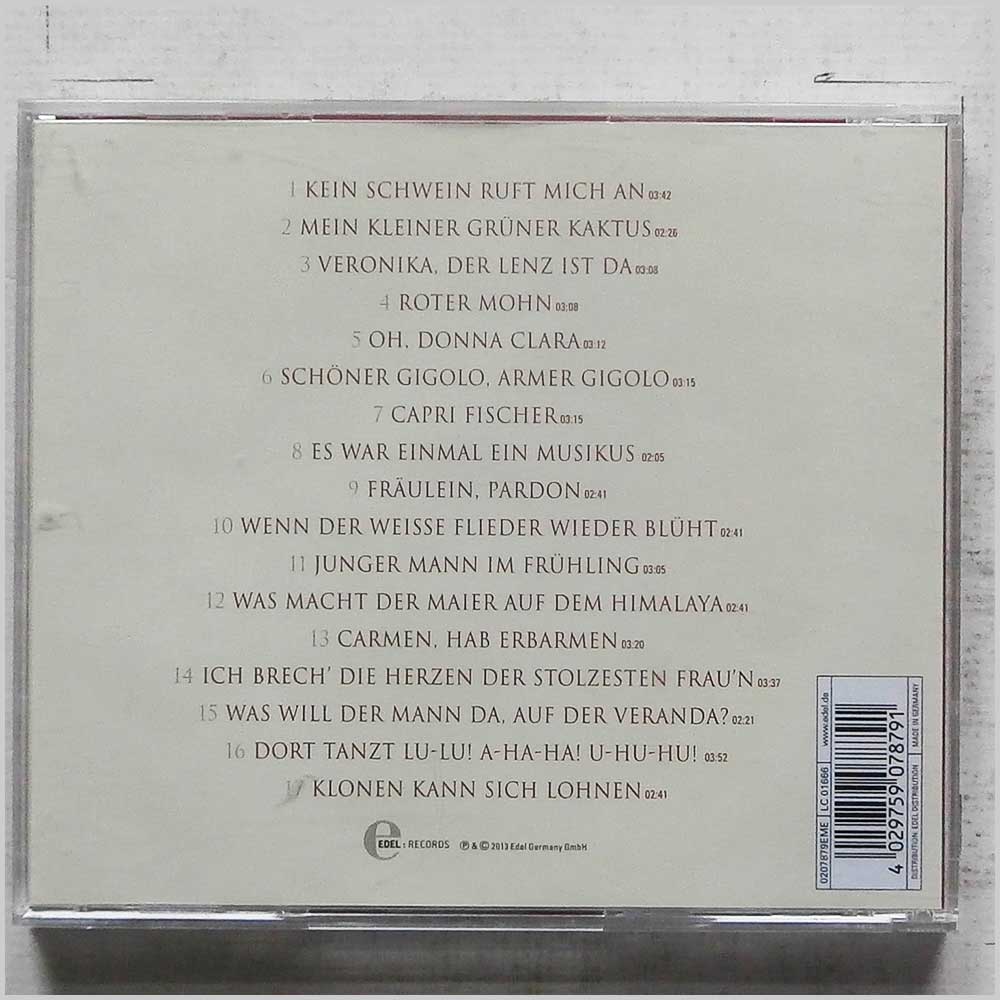 1 KEIN SCHWEIN RUFT MICH AN 03:42
2 MEIN KLEINER GRÜNER KAKTUS 02:26
3 VERONIKA, DER LENZ IST DA 03:08
4 ROTER MOHN 03:08
5 OH, DONNA CLARA 03:12
6 SCHÖNER GIGOLO, ARMER GIGOLO 03:15
7 CAPRI FISCHER 03:15
8 ES WAR EINMAL EIN MUSIKUS 02:05
9 FRÄULEIN, PARDON 02:41
10 WENN DER WEISSE FLIEDER WIEDER BLÜHT 02:41
11 JUNGER MANN IM FRÜHLING 03:05
12 WAS MACHT DER MAIER AUF DEM HIMALAYA 02:41
13 CARMEN, HAB ERBARMEN 03:20
14 ICH BRECH' DIE HERZEN DER STOLZESTEN FRAU'N 03:37
15 WAS WILL DER MANN DA, AUF DER VERANDA? 02:21
16 DORT TANZT LU-LU! A-HA-HA! U-HU-HU! 03:52
17 KLONEN KANN SICH LOHNEN 02:41
e EDEL : RECORDS ℗ & © 2013 Edel Germany GmbH
0207879EME LC 01666 www.edel.de
4 029759 078791
DISTRIBUTION: EDEL DISTRIBUTION MADE IN GERMANY